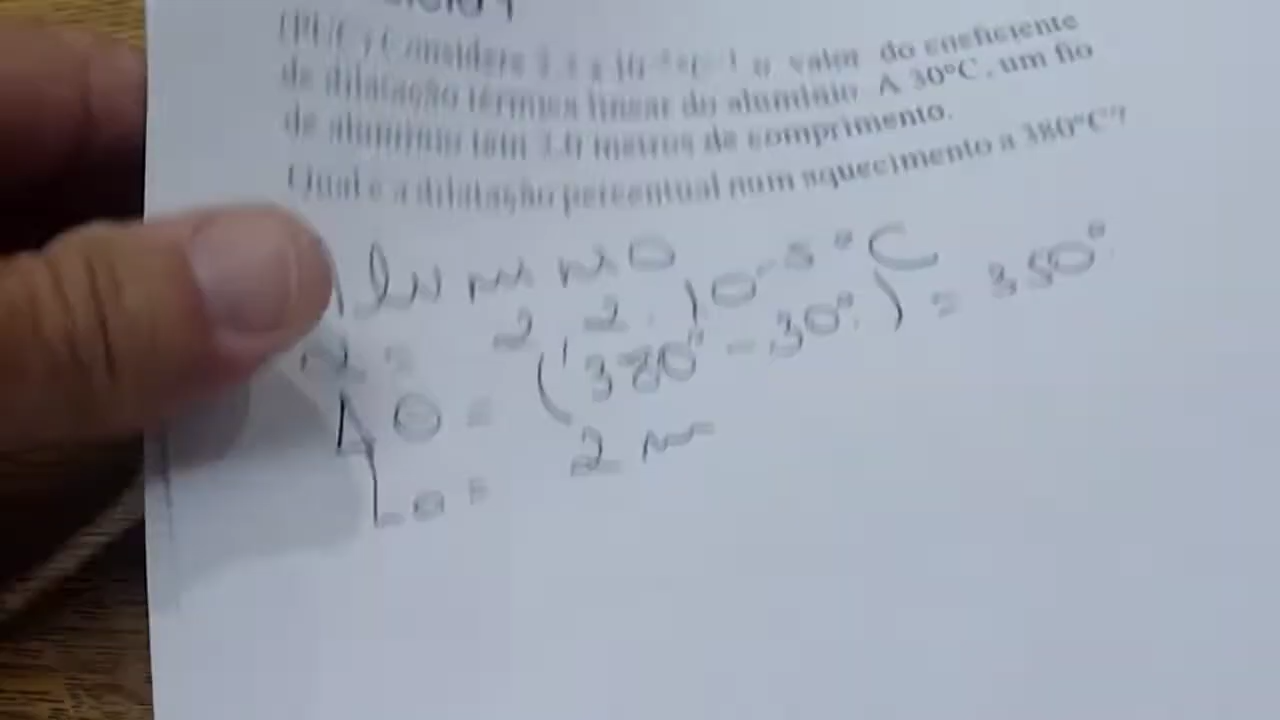 (PUC) Considere 2,2 x 10⁻⁵ °C⁻¹ o valor do coeficiente
de dilatação térmica linear do alumínio. A 30°C, um fio
de alumínio tem 2,0 metros de comprimento.
Qual é a dilatação percentual num aquecimento a 380°C?
Alumínio
α = 2,2 . 10⁻⁵ °C
Δθ = (380° - 30°) = 350°
L₀ = 2 m